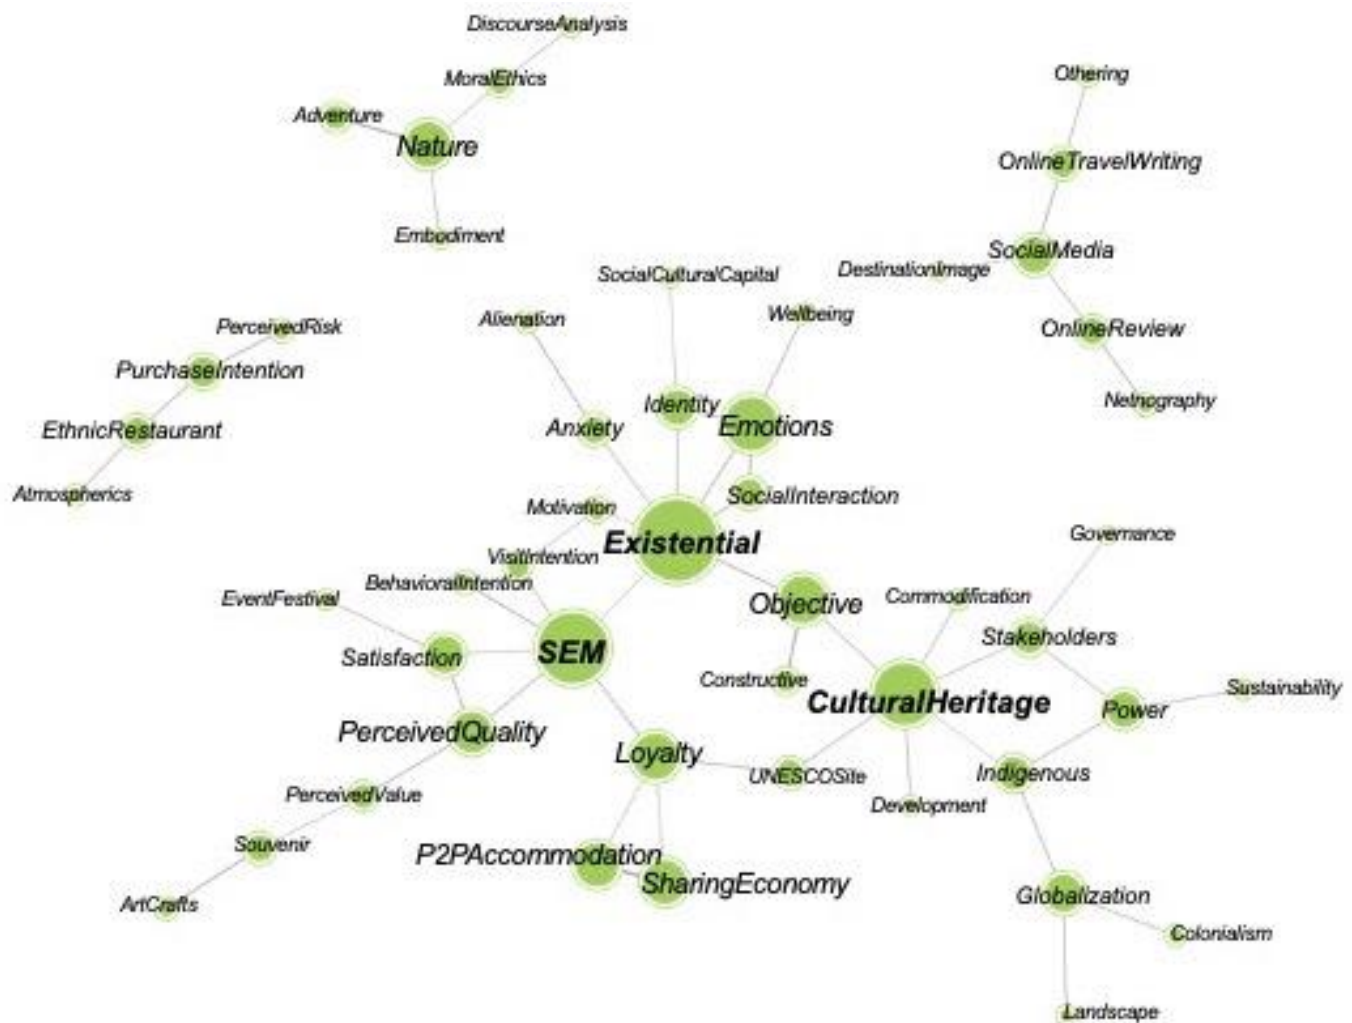 DiscourseAnalysis
MoralEthics
Othering
Adventure
Nature
OnlineTravelWriting
Embodiment
SocialMedia
DestinationImage
SocialCulturalCapital
Wellbeing
Alienation
PerceivedRisk
OnlineReview
PurchaseIntention
Netnography
Identity
Emotions
Anxiety
EthnicRestaurant
Atmospherics
SocialInteraction
Motivation
Governance
Existential
VisitIntention
BehavioralIntention
EventFestival
Objective
Commodification
Stakeholders
Satisfaction
SEM
Constructive
Sustainability
CulturalHeritage
Power
PerceivedQuality
Loyalty
UNESCOSite
Indigenous
PerceivedValue
Development
Souvenir
P2PAccommodation
SharingEconomy
Globalization
ArtCrafts
Colonialism
Landscape